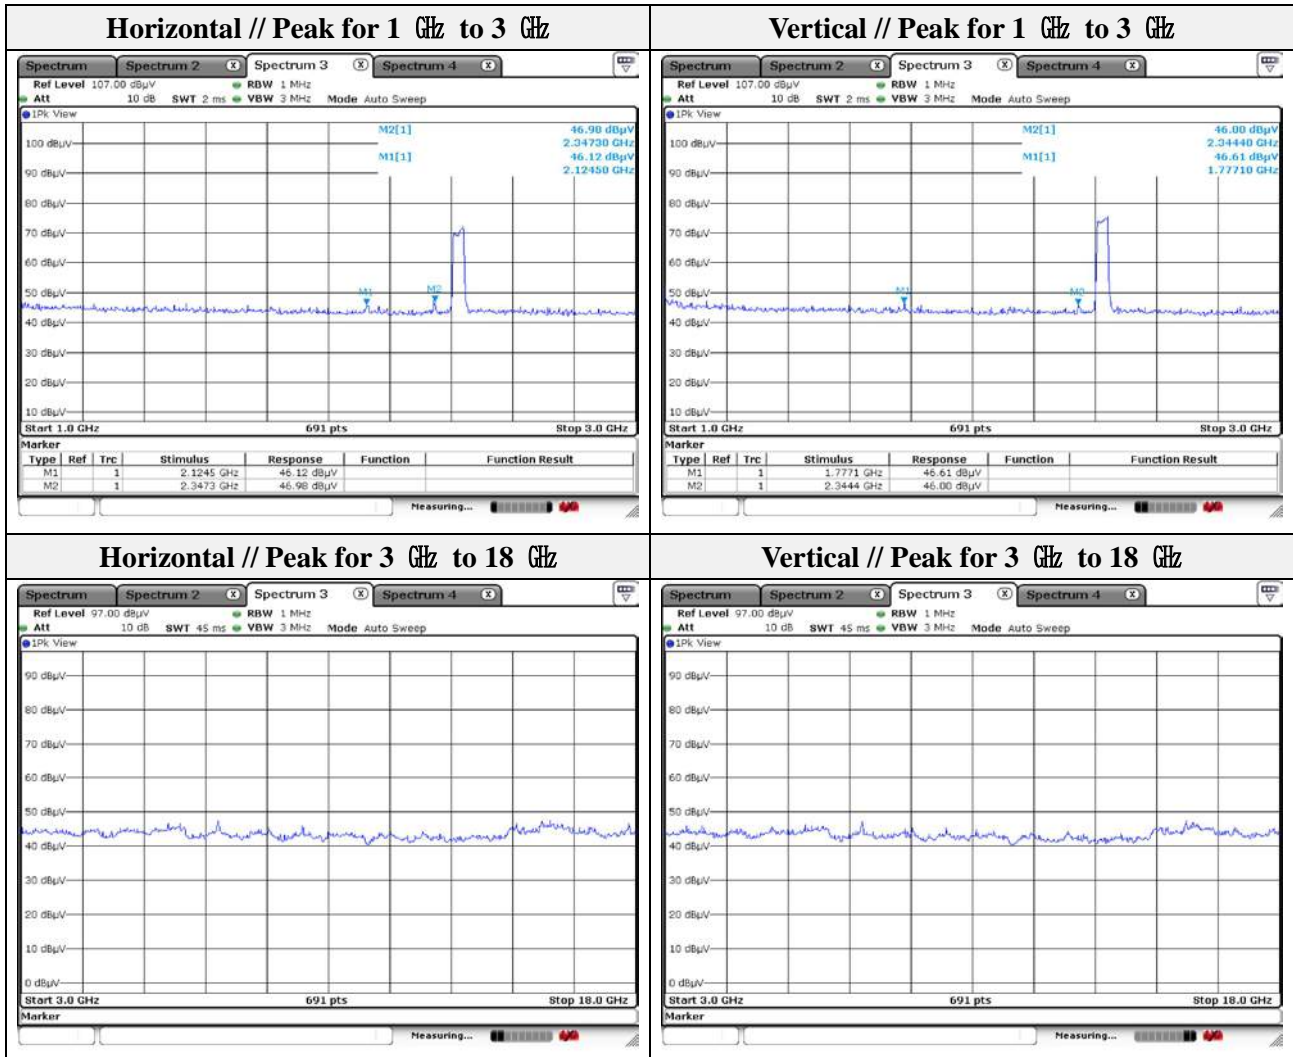 Horizontal // Peak for 1 ㎓ to 3 ㎓
Spectrum Spectrum 2 X Spectrum 3 X Spectrum 4 X
Ref Level 107.00 dBµV RBW 1 MHz
Att 10 dB SWT 2 ms VBW 3 MHz Mode Auto Sweep
1Pk View
M2[1] 46.98 dBµV
2.34730 GHz
M1[1] 46.12 dBµV
2.12450 GHz
100 dBµV
90 dBµV
80 dBµV
70 dBµV
60 dBµV
50 dBµV
40 dBµV
30 dBµV
20 dBµV
10 dBµV
M1 M2
Start 1.0 GHz 691 pts Stop 3.0 GHz
Marker
Type Ref Trc Stimulus Response Function Function Result
M1 1 2.1245 GHz 46.12 dBµV
M2 1 2.3473 GHz 46.98 dBµV
Measuring...
Vertical // Peak for 1 ㎓ to 3 ㎓
Spectrum Spectrum 2 X Spectrum 3 X Spectrum 4 X
Ref Level 107.00 dBµV RBW 1 MHz
Att 10 dB SWT 2 ms VBW 3 MHz Mode Auto Sweep
1Pk View
M2[1] 46.00 dBµV
2.34440 GHz
M1[1] 46.61 dBµV
1.77710 GHz
100 dBµV
90 dBµV
80 dBµV
70 dBµV
60 dBµV
50 dBµV
40 dBµV
30 dBµV
20 dBµV
10 dBµV
M1 M2
Start 1.0 GHz 691 pts Stop 3.0 GHz
Marker
Type Ref Trc Stimulus Response Function Function Result
M1 1 1.7771 GHz 46.61 dBµV
M2 1 2.3444 GHz 46.00 dBµV
Measuring...
Horizontal // Peak for 3 ㎓ to 18 ㎓
Spectrum Spectrum 2 X Spectrum 3 X Spectrum 4 X
Ref Level 97.00 dBµV RBW 1 MHz
Att 10 dB SWT 45 ms VBW 3 MHz Mode Auto Sweep
1Pk View
90 dBµV
80 dBµV
70 dBµV
60 dBµV
50 dBµV
40 dBµV
30 dBµV
20 dBµV
10 dBµV
0 dBµV
Start 3.0 GHz 691 pts Stop 18.0 GHz
Marker
Measuring...
Vertical // Peak for 3 ㎓ to 18 ㎓
Spectrum Spectrum 2 X Spectrum 3 X Spectrum 4 X
Ref Level 97.00 dBµV RBW 1 MHz
Att 10 dB SWT 45 ms VBW 3 MHz Mode Auto Sweep
1Pk View
90 dBµV
80 dBµV
70 dBµV
60 dBµV
50 dBµV
40 dBµV
30 dBµV
20 dBµV
10 dBµV
0 dBµV
Start 3.0 GHz 691 pts Stop 18.0 GHz
Marker
Measuring...